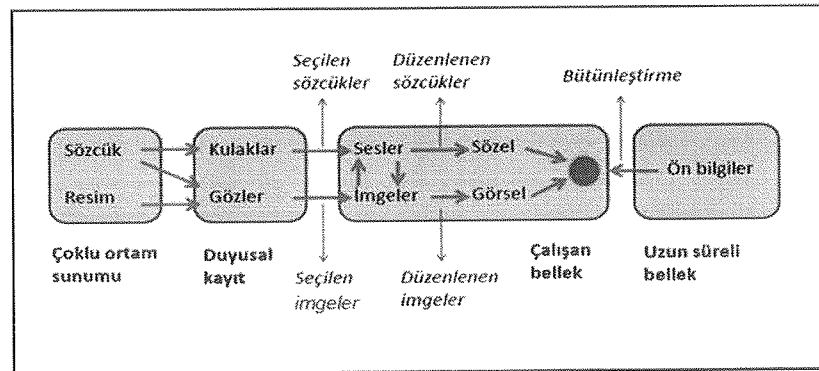 Seçilen
sözcükler
Düzenlenen
sözcükler
Bütünleştirme
Sözcük
Kulaklar
Sesler
Sözel
Ön bilgiler
Resim
Gözler
İmgeler
Görsel
Çoklu ortam
sunumu
Duyusal
kayıt
Seçilen
imgeler
Düzenlenen
imgeler
Çalışan
bellek
Uzun süreli
bellek